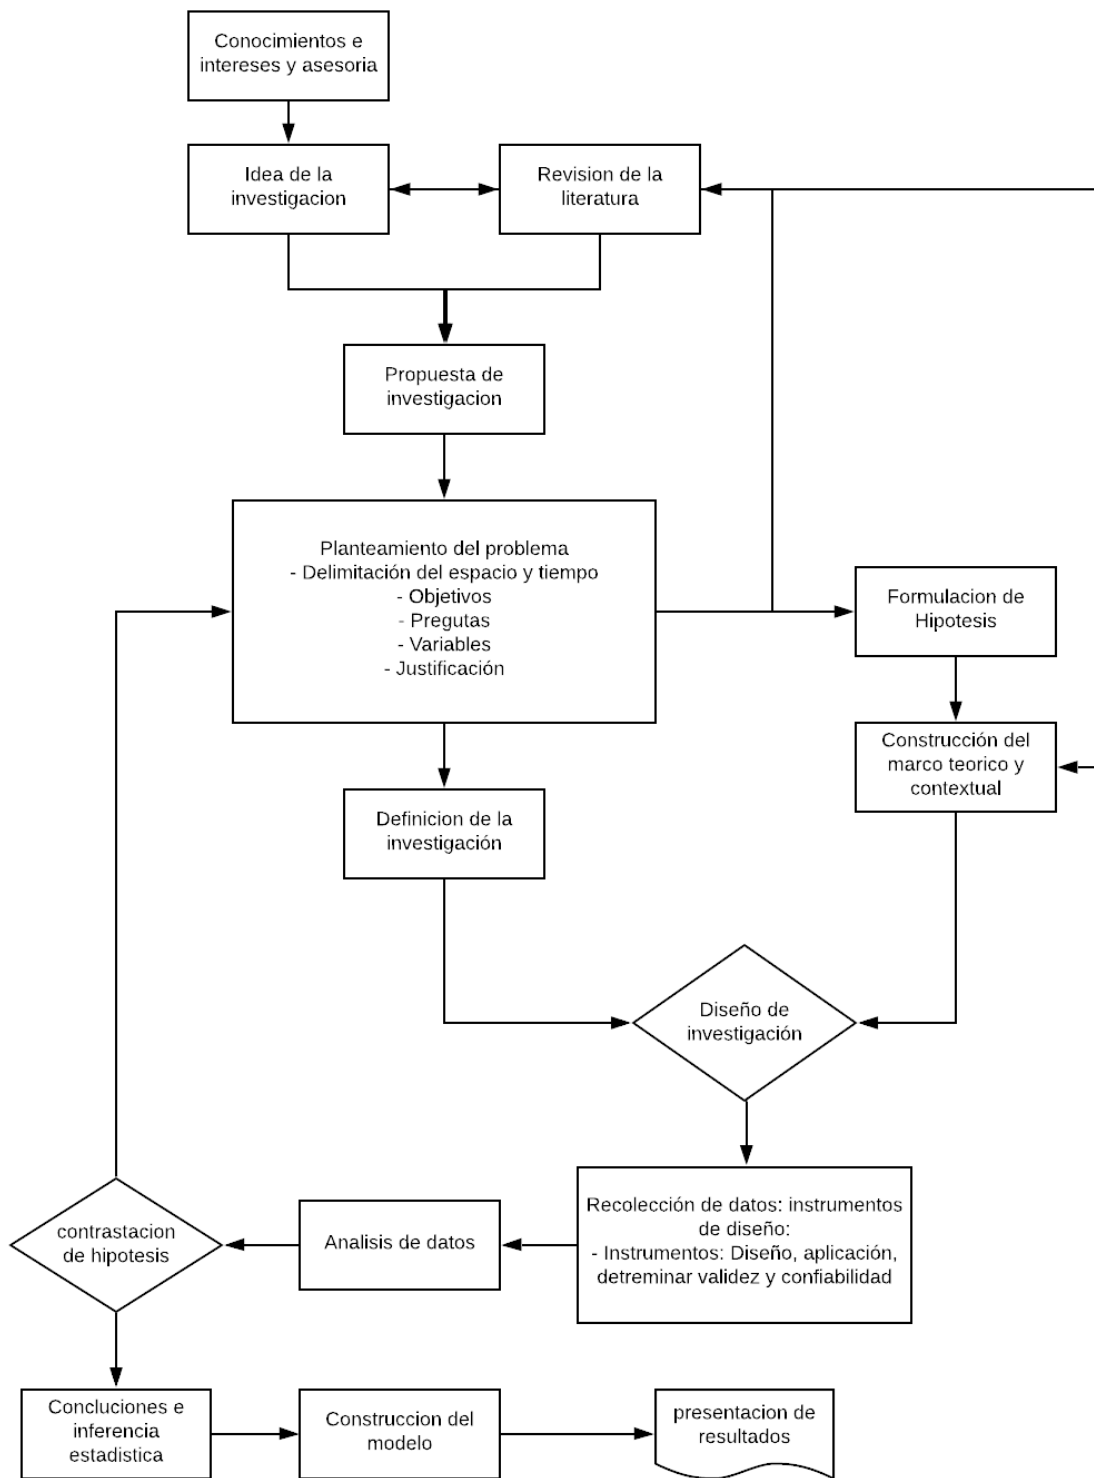 Conocimientos e
intereses y asesoria
Idea de la
investigacion
Revision de la
literatura
Propuesta de
investigacion
Planteamiento del problema
- Delimitación del espacio y tiempo
- Objetivos
- Pregutas
- Variables
- Justificación
Formulacion de
Hipotesis
Construcción del
marco teorico y
contextual
Definicion de la
investigación
Diseño de
investigación
Recolección de datos: instrumentos
de diseño:
- Instrumentos: Diseño, aplicación,
detreminar validez y confiabilidad
Analisis de datos
contrastacion
de hipotesis
Concluciones e
inferencia
estadistica
Construccion del
modelo
presentacion de
resultados